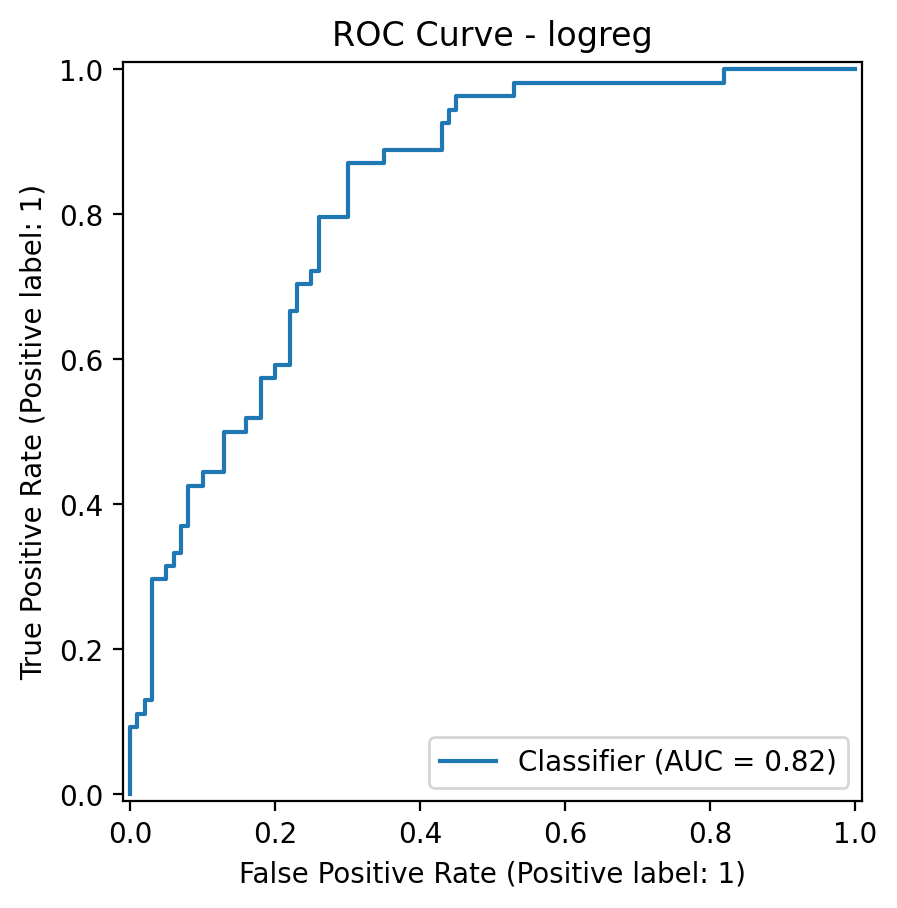 ROC Curve - logreg
1.0
0.8
0.6
0.4
0.2
0.0
True Positive Rate (Positive label: 1)
Classifier (AUC = 0.82)
0.0 0.2 0.4 0.6 0.8 1.0
False Positive Rate (Positive label: 1)